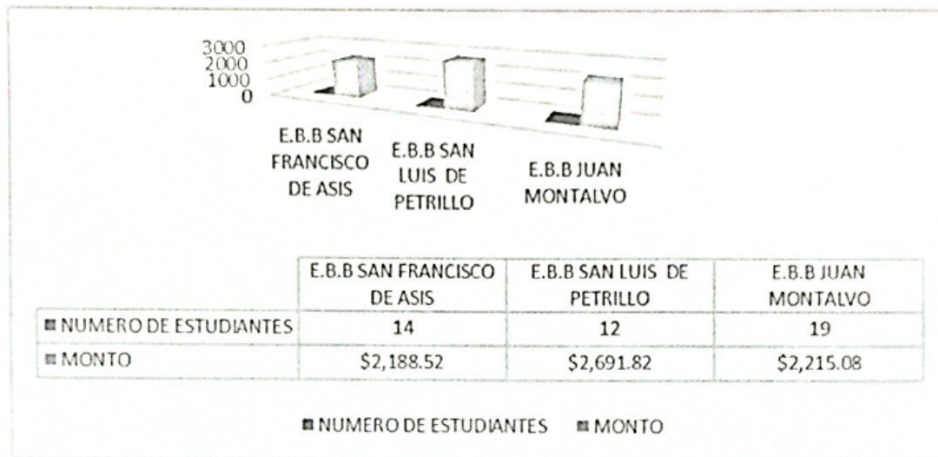 3000
2000
1000
0
E.B.B SAN
FRANCISCO
DE ASIS
E.B.B SAN
LUIS DE
PETRILLO
E.B.B JUAN
MONTALVO
E.B.B SAN FRANCISCO
DE ASIS
E.B.B SAN LUIS DE
PETRILLO
E.B.B JUAN
MONTALVO
NUMERO DE ESTUDIANTES 14 12 19
MONTO $2,188.52 $2,691.82 $2,215.08
NUMERO DE ESTUDIANTES MONTO